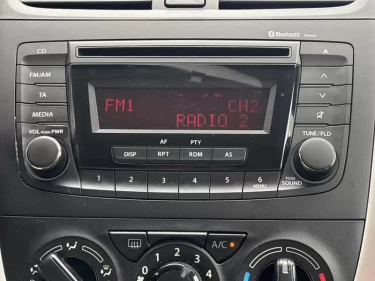 Bluetooth
CD
FM/AM
TA
MEDIA
VOL PUSH PWR
FM1 CH2
RADIO 2
TUNE/FLD
AF PTY
DISP RPT RDM AS
1 2 3 4 5 6
MENU
PUSH SOUND
A/C
0 1 2 3 4